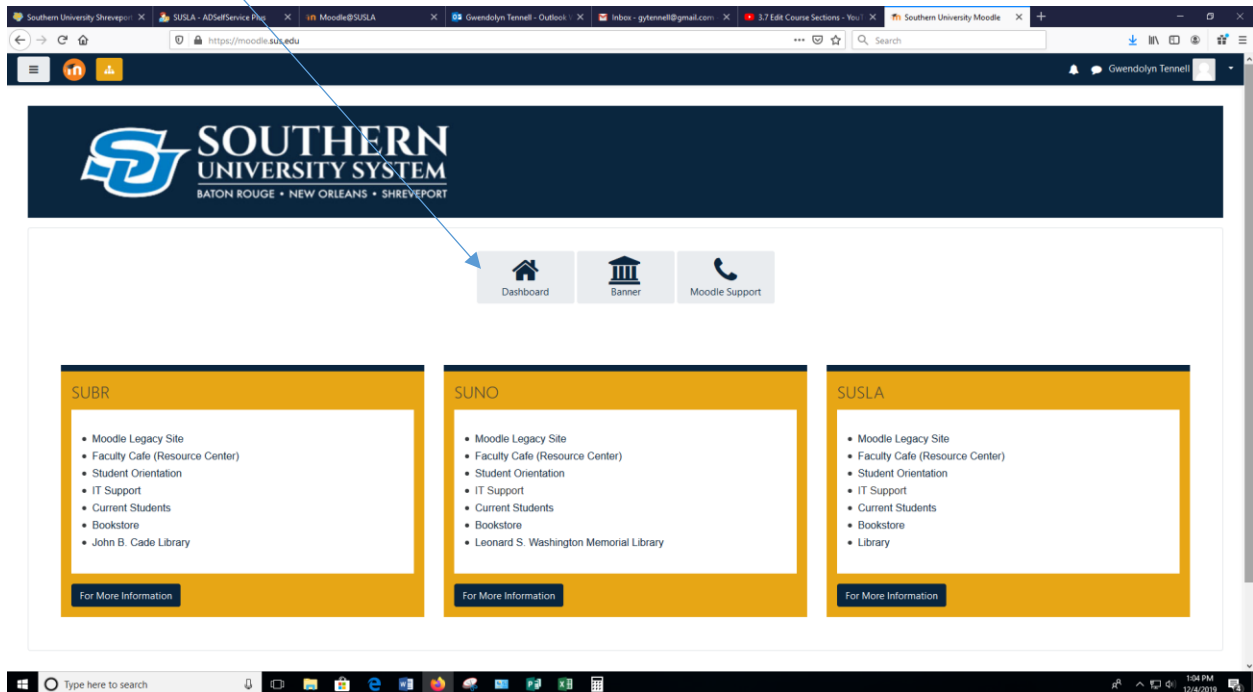 Southern University Shreveport
SUSLA - ADSelfService Plus
Moodle@SUSLA
Gwendolyn Tennell - Outlook
Inbox - gytennell@gmail.com
3.7 Edit Course Sections - You
Southern University Moodle
https://moodle.sus.edu
Search
Gwendolyn Tennell
SOUTHERN
UNIVERSITY SYSTEM
BATON ROUGE • NEW ORLEANS • SHREVEPORT
Dashboard
Banner
Moodle Support
SUBR
• Moodle Legacy Site
• Faculty Cafe (Resource Center)
• Student Orientation
• IT Support
• Current Students
• Bookstore
• John B. Cade Library
For More Information
SUNO
• Moodle Legacy Site
• Faculty Cafe (Resource Center)
• Student Orientation
• IT Support
• Current Students
• Bookstore
• Leonard S. Washington Memorial Library
For More Information
SUSLA
• Moodle Legacy Site
• Faculty Cafe (Resource Center)
• Student Orientation
• IT Support
• Current Students
• Bookstore
• Library
For More Information
Type here to search
1:04 PM
12/4/2019